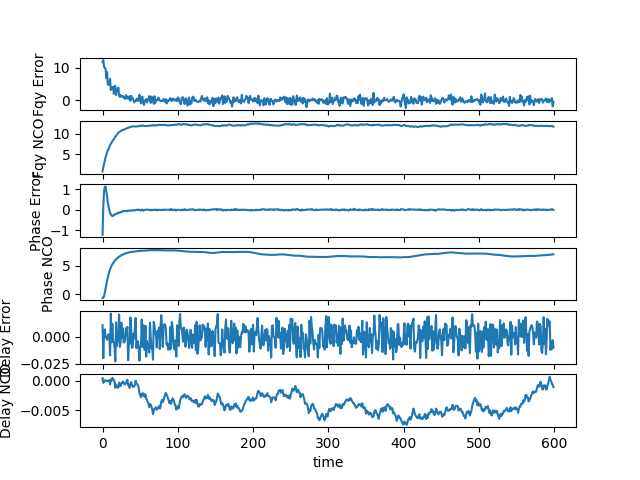 Fqy Error
10
0
Fqy NCO
10
5
Phase Error
1
0
−1
Phase NCO
5
0
Delay Error
0.000
−0.025
Delay NCO
0.000
−0.005
0
100
200
300
400
500
600
time